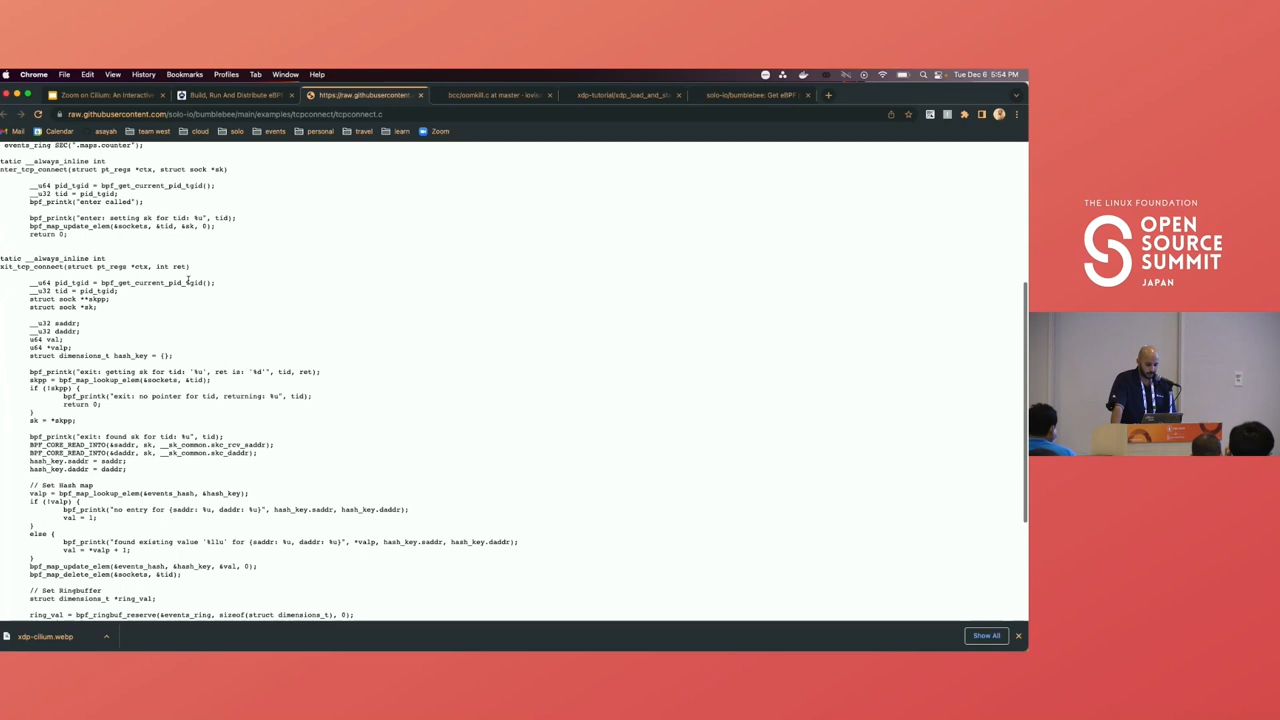 Chrome File Edit View History Bookmarks Profiles Tab Window Help Tue Dec 6 5:54 PM
Zoom on Cilium: An Interactive Build, Run And Distribute eBP https://raw.githubusercontent. bcc/oomkill.c at master · iovis xdp-tutorial/xdp_load_and_st solo-io/bumblebee: Get eBPF p
raw.githubusercontent.com/solo-io/bumblebee/main/examples/tcpconnect/tcpconnect.c
Mail Calendar asayah team west cloud solo events personal travel learn Zoom
events_ring SEC(".maps.counter");
tatic __always_inline int
nter_tcp_connect(struct pt_regs *ctx, struct sock *sk)
__u64 pid_tgid = bpf_get_current_pid_tgid();
__u32 tid = pid_tgid;
bpf_printk("enter called");
bpf_printk("enter: setting sk for tid: %u", tid);
bpf_map_update_elem(&sockets, &tid, &sk, 0);
return 0;
tatic __always_inline int
xit_tcp_connect(struct pt_regs *ctx, int ret)
__u64 pid_tgid = bpf_get_current_pid_tgid();
__u32 tid = pid_tgid;
struct sock **skpp;
struct sock *sk;
__u32 saddr;
__u32 daddr;
u64 val;
u64 *valp;
struct dimensions_t hash_key = {};
bpf_printk("exit: getting sk for tid: '%u', ret is: '%d'", tid, ret);
skpp = bpf_map_lookup_elem(&sockets, &tid);
if (!skpp) {
bpf_printk("exit: no pointer for tid, returning: %u", tid);
return 0;
}
sk = *skpp;
bpf_printk("exit: found sk for tid: %u", tid);
BPF_CORE_READ_INTO(&saddr, sk, __sk_common.skc_rcv_saddr);
BPF_CORE_READ_INTO(&daddr, sk, __sk_common.skc_daddr);
hash_key.saddr = saddr;
hash_key.daddr = daddr;
// Set Hash map
valp = bpf_map_lookup_elem(&events_hash, &hash_key);
if (!valp) {
bpf_printk("no entry for {saddr: %u, daddr: %u}", hash_key.saddr, hash_key.daddr);
val = 1;
}
else {
bpf_printk("found existing value '%llu' for {saddr: %u, daddr: %u}", *valp, hash_key.saddr, hash_key.daddr);
val = *valp + 1;
}
bpf_map_update_elem(&events_hash, &hash_key, &val, 0);
bpf_map_delete_elem(&sockets, &tid);
// Set Ringbuffer
struct dimensions_t *ring_val;
ring_val = bpf_ringbuf_reserve(&events_ring, sizeof(struct dimensions_t), 0);
xdp-cilium.webp
Show All
THE LINUX FOUNDATION
OPEN
SOURCE
SUMMIT
JAPAN